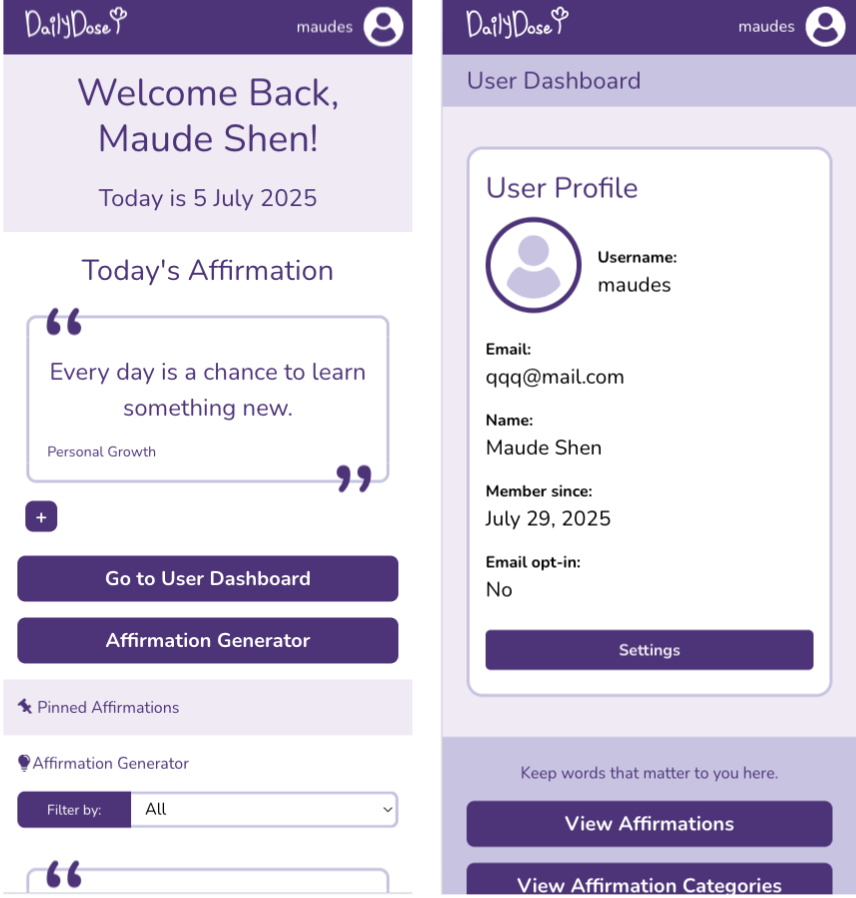 DailyDose
maudes
Welcome Back,
Maude Shen!
Today is 5 July 2025
Today's Affirmation
“
Every day is a chance to learn
something new.
Personal Growth
”
+
Go to User Dashboard
Affirmation Generator
Pinned Affirmations
Affirmation Generator
Filter by:
All
“
DailyDose
maudes
User Dashboard
User Profile
Username:
maudes
Email:
qqq@mail.com
Name:
Maude Shen
Member since:
July 29, 2025
Email opt-in:
No
Settings
Keep words that matter to you here.
View Affirmations
View Affirmation Categories